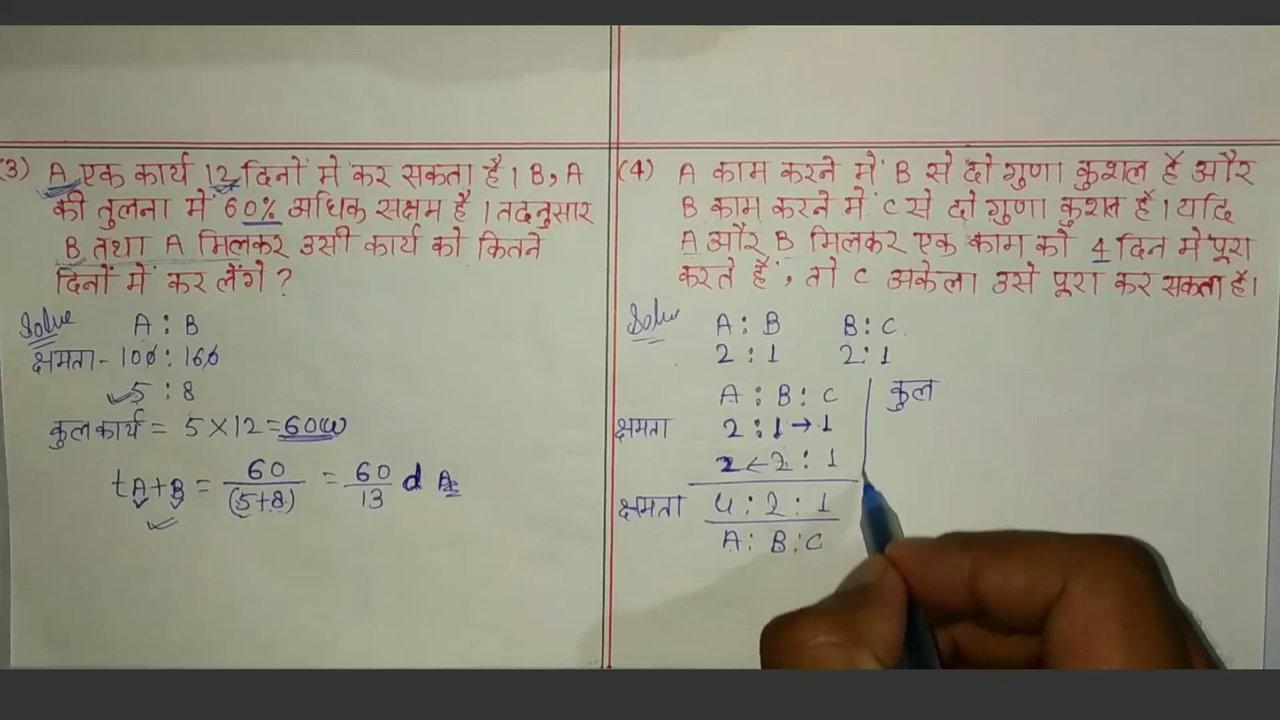 (3) A एक कार्य 12 दिनों में कर सकता है। B, A
की तुलना में 60% अधिक सक्षम है। तदनुसार
B तथा A मिलकर उसी कार्य को कितने
दिनों में कर लेंगे ?
Solve A : B
क्षमता - 100 : 160
5 : 8
कुल कार्य = 5 × 12 = 60w
tA+B = 60/(5+8) = 60/13 d A
(4) A काम करने में B से दो गुणा कुशल है और
B काम करने में C से दो गुणा कुशल है। यदि
A और B मिलकर एक काम को 4 दिन में पूरा
करते हैं, तो C अकेला उसे पूरा कर सकता है।
Solve A : B B : C
2 : 1 2 : 1
A : B : C कुल
क्षमता 2 : 1 → 1
2 ← 2 : 1
क्षमता 4 : 2 : 1
A : B : C